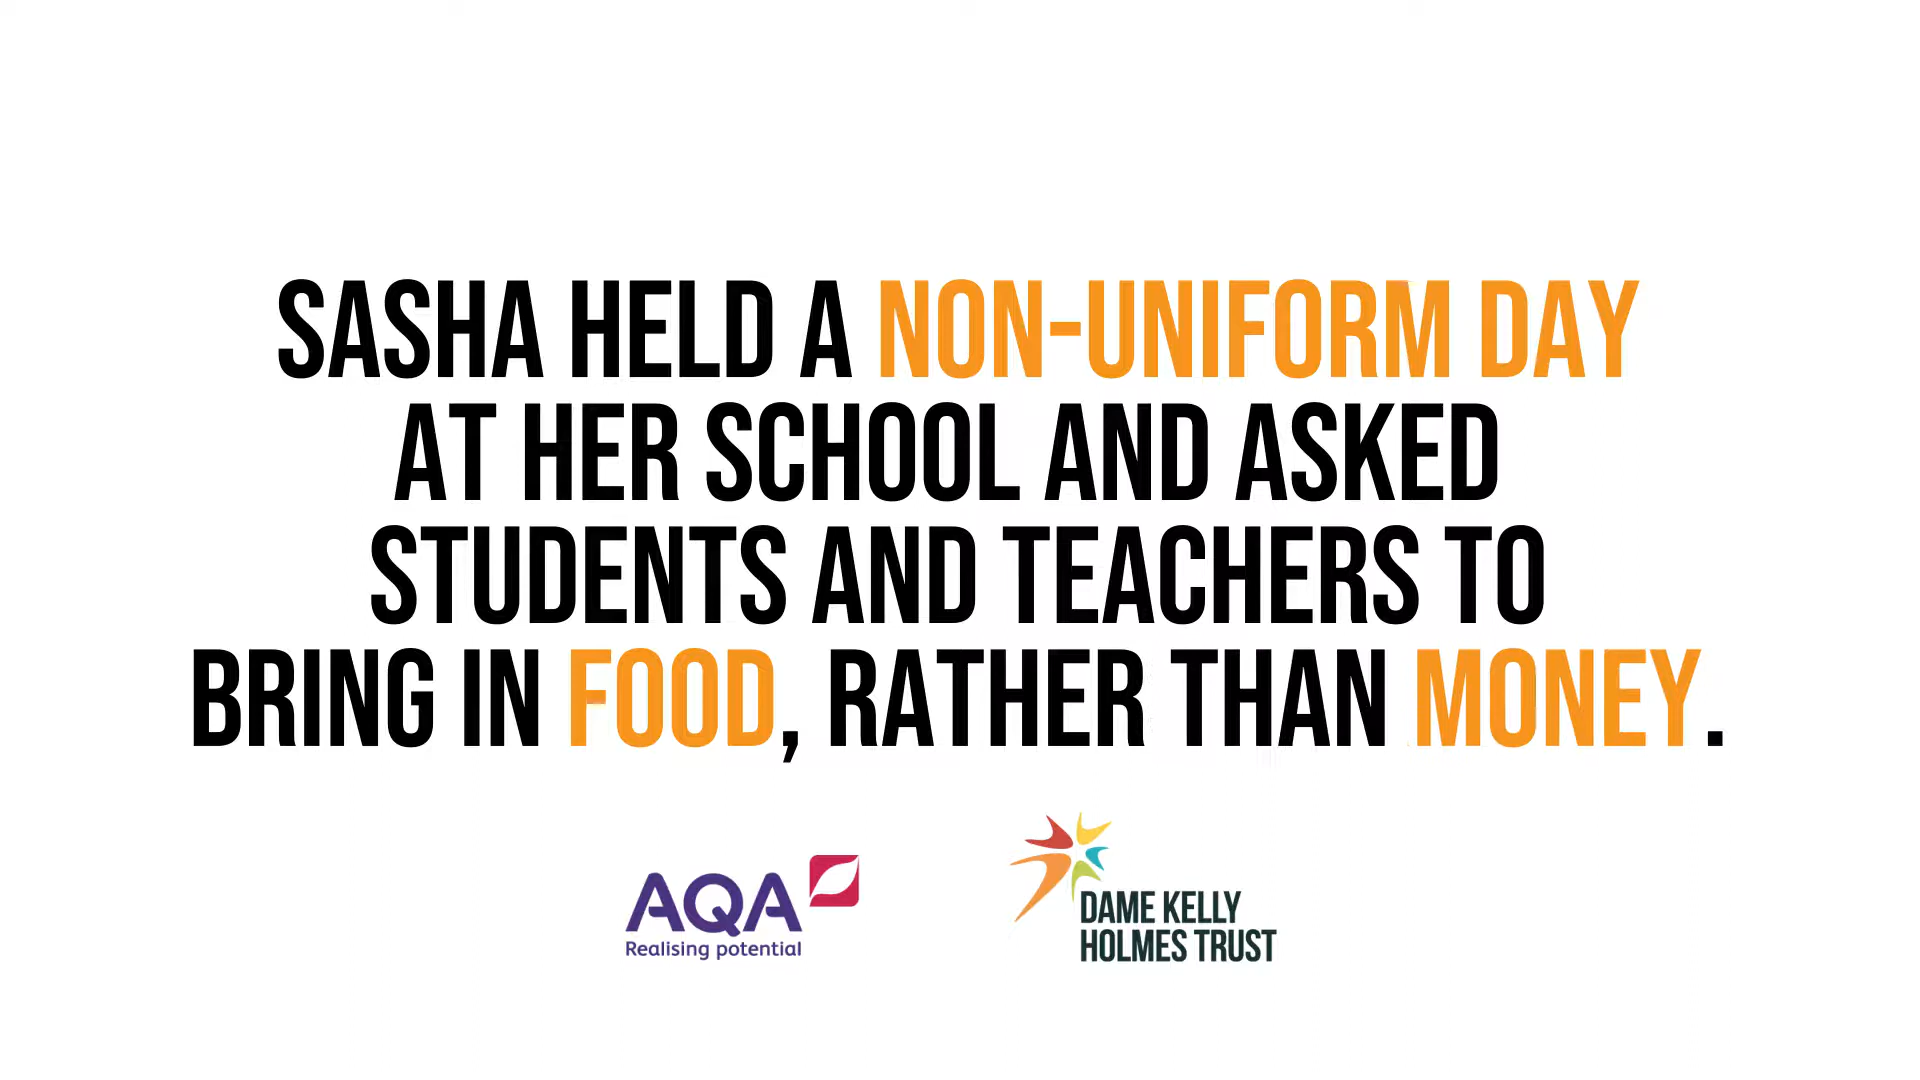 SASHA HELD A NON-UNIFORM DAY
AT HER SCHOOL AND ASKED
STUDENTS AND TEACHERS TO
BRING IN FOOD, RATHER THAN MONEY.
AQA
Realising potential
DAME KELLY
HOLMES TRUST